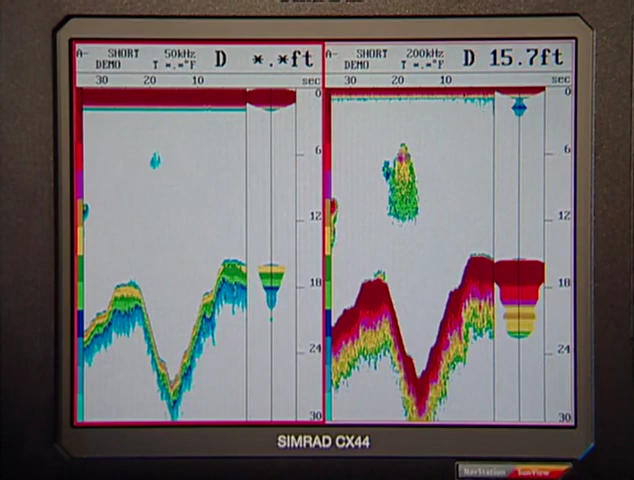 A- SHORT 50kHz D *.*ft
DEMO T =.=°F
30 20 10 sec
0
6
12
18
24
30
A- SHORT 200kHz D 15.7ft
DEMO T =.=°F
30 20 10 sec
0
6
12
18
24
30
SIMRAD CX44
NavStation SunView